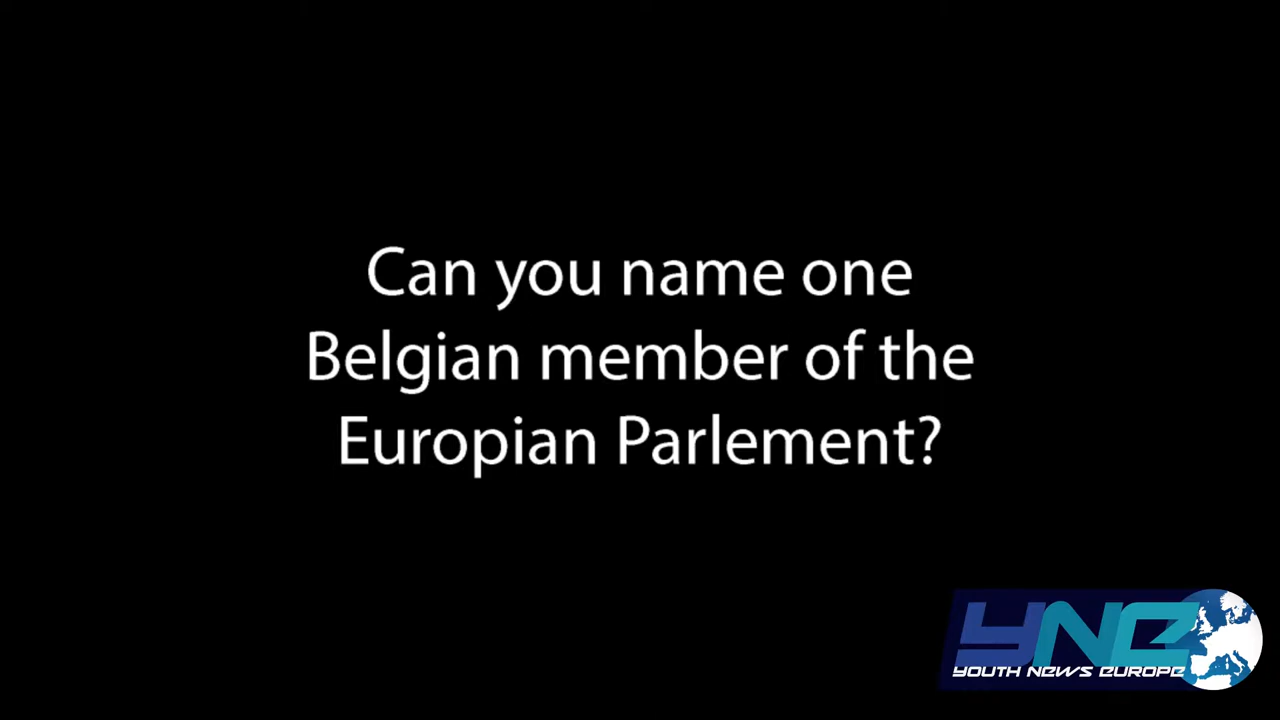 Can you name one
Belgian member of the
Europian Parlement?
YNE
YOUTH NEWS EUROPE